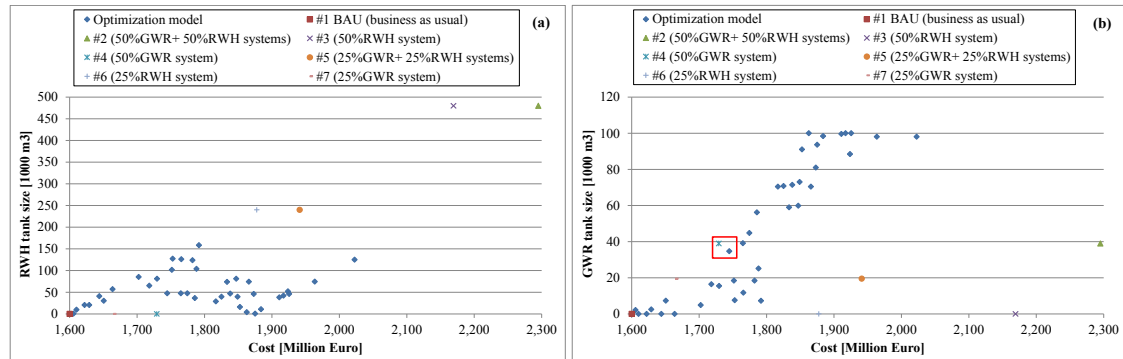 Optimization model
#1 BAU (business as usual)
(a)
#2 (50%GWR+ 50%RWH systems)
#3 (50%RWH system)
#4 (50%GWR system)
#5 (25%GWR+ 25%RWH systems)
#6 (25%RWH system)
#7 (25%GWR system)
RWH tank size [1000 m3]
500
450
400
350
300
250
200
150
100
50
0
1,600
1,700
1,800
1,900
2,000
2,100
2,200
2,300
Cost [Million Euro]
Optimization model
#1 BAU (business as usual)
(b)
#2 (50%GWR+ 50%RWH systems)
#3 (50%RWH system)
#4 (50%GWR system)
#5 (25%GWR+ 25%RWH systems)
#6 (25%RWH system)
#7 (25%GWR system)
GWR tank size [1000 m3]
120
100
80
60
40
20
0
1,600
1,700
1,800
1,900
2,000
2,100
2,200
2,300
Cost [Million Euro]